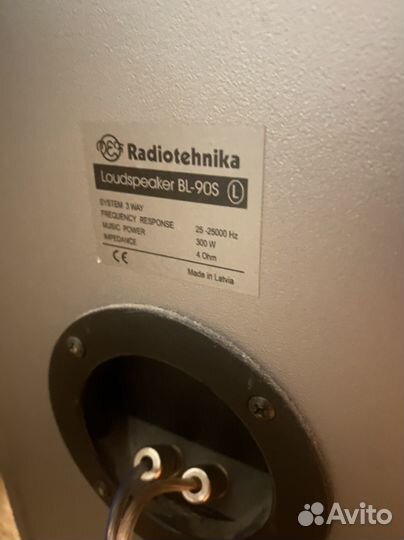 Radiotehnika
Loudspeaker BL-90S L
SYSTEM 3 WAY
FREQUENCY RESPONSE 25 -25000 Hz
MUSIC POWER 300 W
IMPEDANCE 4 Ohm
CE Made in Latvia
Avito